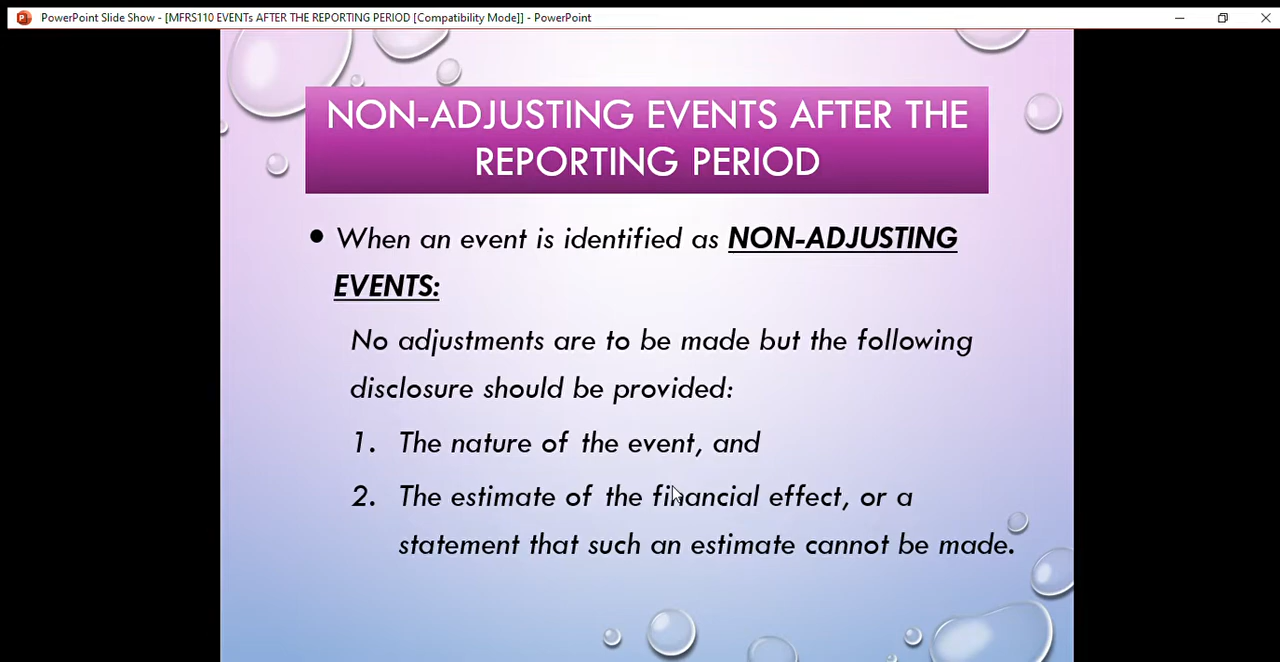 PowerPoint Slide Show - [MFRS110 EVENTs AFTER THE REPORTING PERIOD [Compatibility Mode]] - PowerPoint
NON-ADJUSTING EVENTS AFTER THE
REPORTING PERIOD
• When an event is identified as NON-ADJUSTING
EVENTS:
No adjustments are to be made but the following
disclosure should be provided:
1. The nature of the event, and
2. The estimate of the financial effect, or a
statement that such an estimate cannot be made.